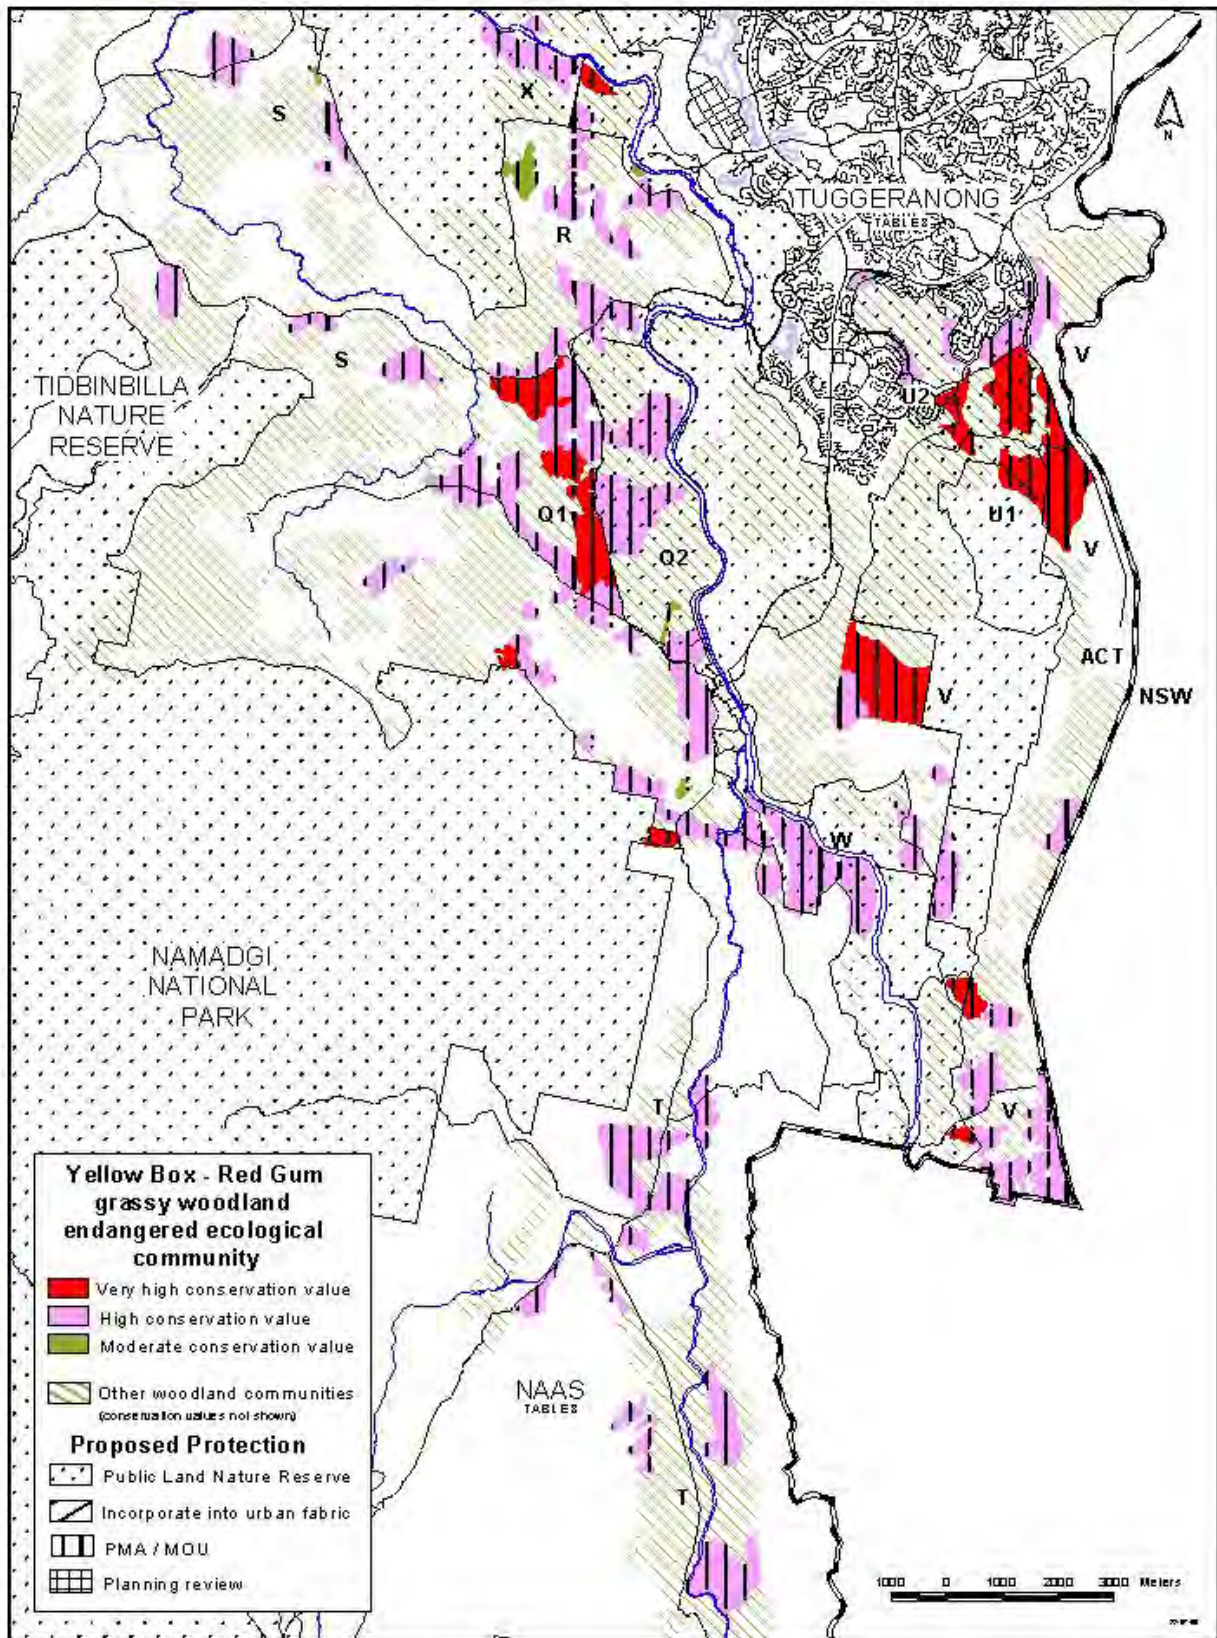 X
S
N
TUGGERANONG
TABLES
R
V
S
TIDBINBILLA
NATURE
RESERVE
U2
Q1
U1
V
Q2
ACT
V
NSW
W
NAMADGI
NATIONAL
PARK
T
V
Yellow Box - Red Gum
grassy woodland
endangered ecological
community
Very high conservation value
High conservation value
Moderate conservation value
Other woodland communities
(conservation values not shown)
Proposed Protection
Public Land Nature Reserve
Incorporate into urban fabric
PMA / MOU
Planning review
NAAS
TABLES
T
1000 0 1000 2000 3000 Meters